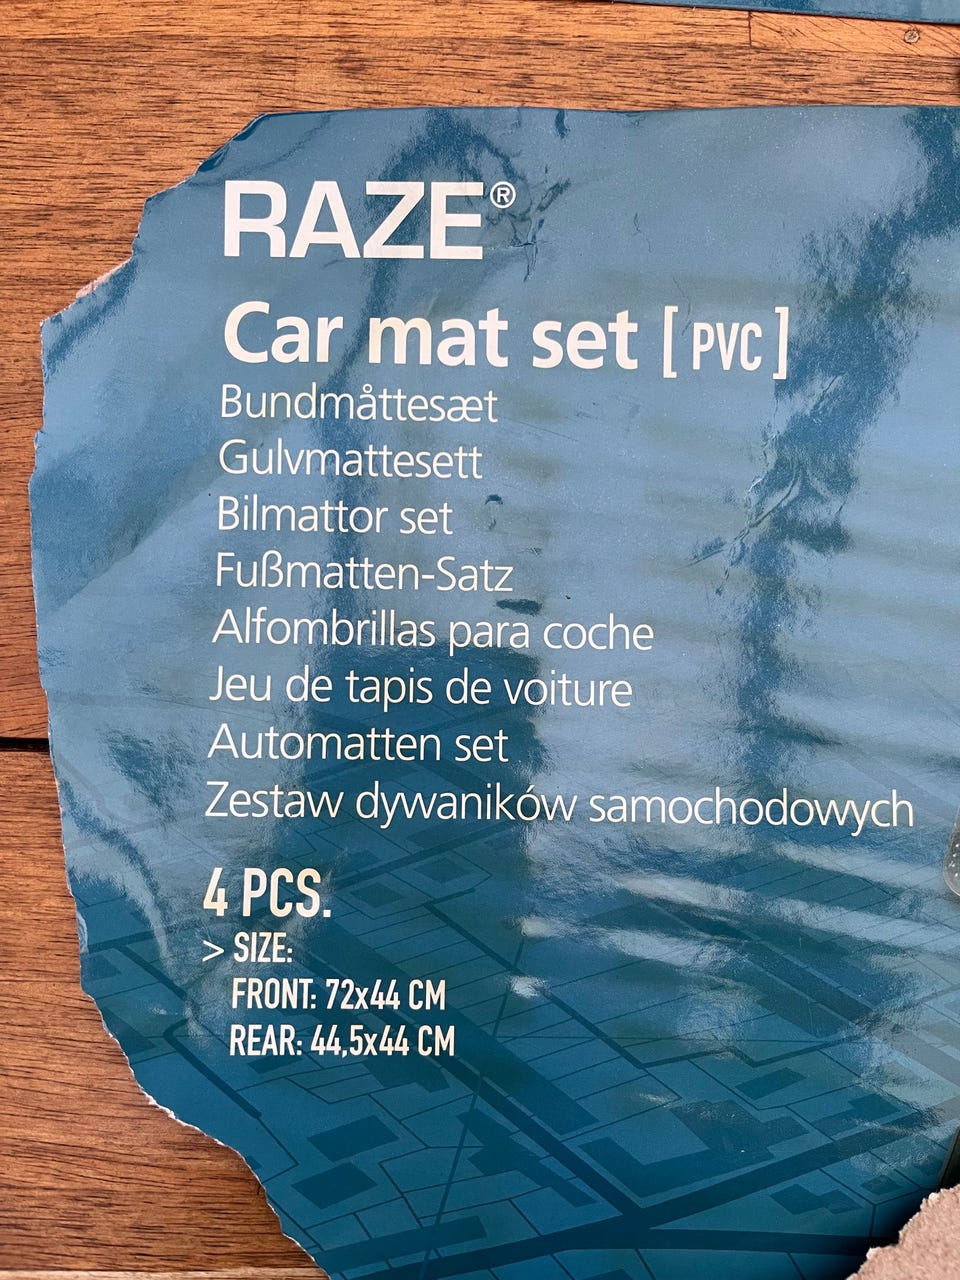 RAZE®
Car mat set [PVC]
Bundmåttesæt
Gulvmattesett
Bilmattor set
Fußmatten-Satz
Alfombrillas para coche
Jeu de tapis de voiture
Automatten set
Zestaw dywaników samochodowych
4 PCS.
> SIZE:
FRONT: 72x44 CM
REAR: 44,5x44 CM